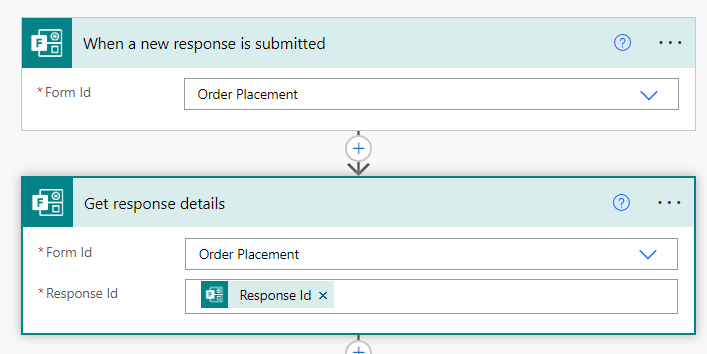 When a new response is submitted
* Form Id
Order Placement
Get response details
* Form Id
Order Placement
* Response Id
Response Id ×